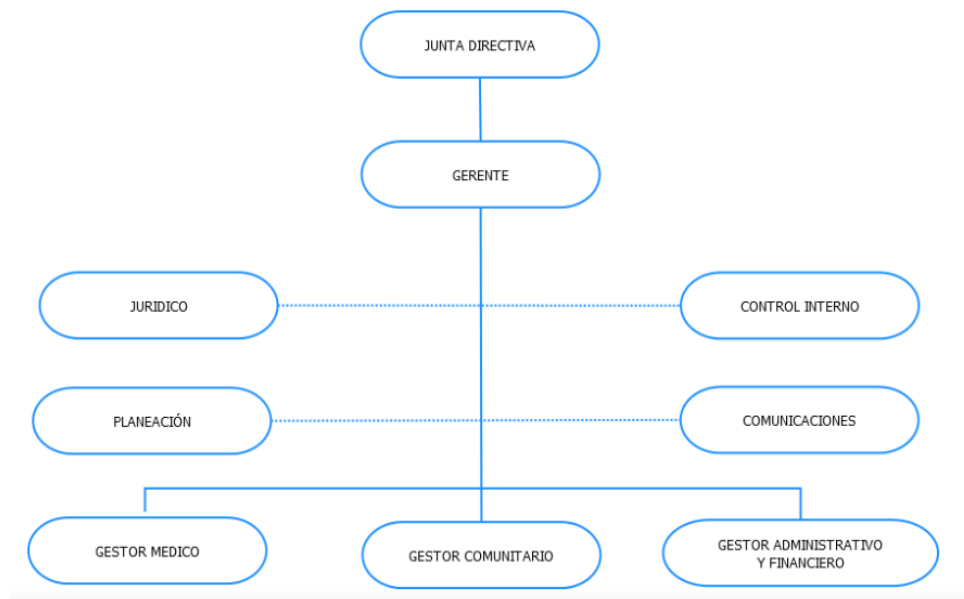 JUNTA DIRECTIVA
GERENTE
JURIDICO
CONTROL INTERNO
PLANEACIÓN
COMUNICACIONES
GESTOR MEDICO
GESTOR COMUNITARIO
GESTOR ADMINISTRATIVO
Y FINANCIERO